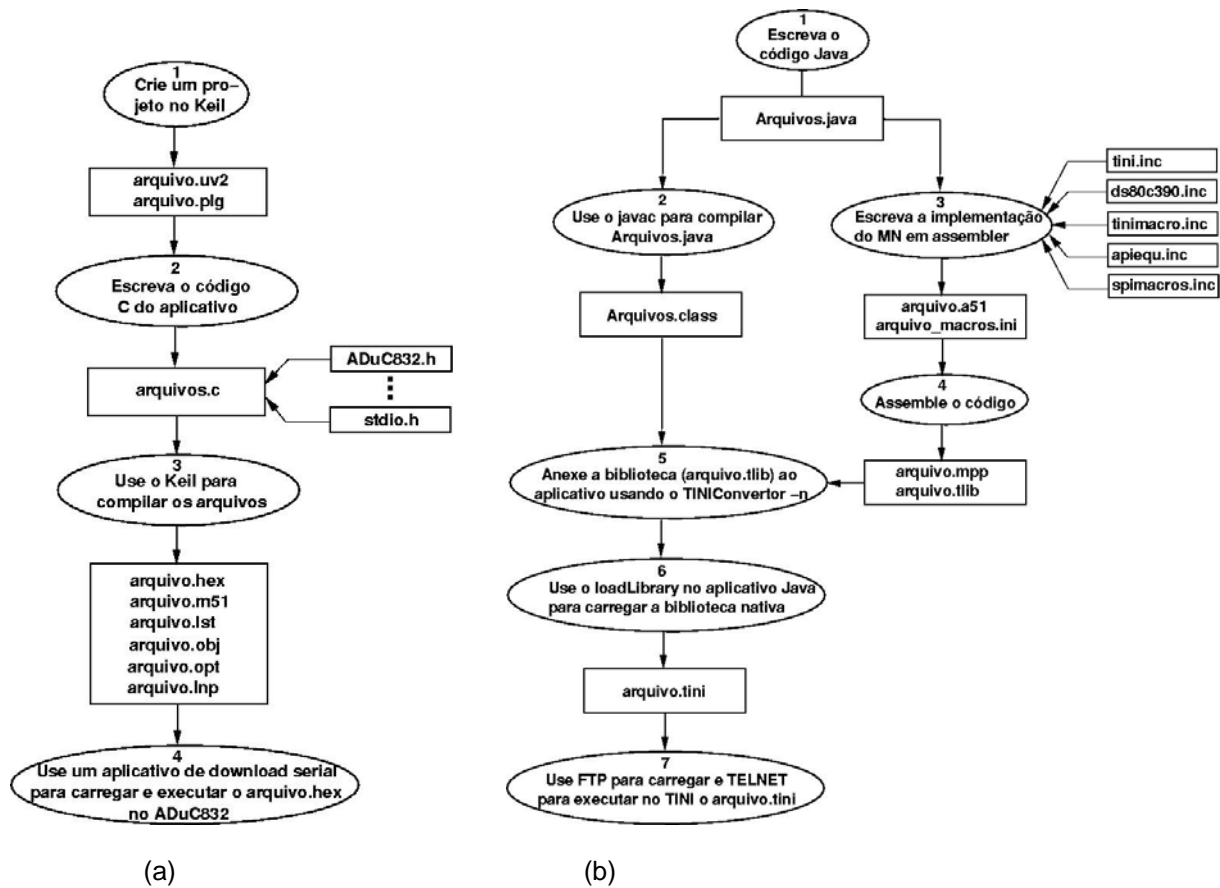 1
Crie um pro-
jeto no Keil
arquivo.uv2
arquivo.plg
2
Escreva o código
C do aplicativo
arquivos.c
ADuC832.h
stdio.h
3
Use o Keil para
compilar os arquivos
arquivo.hex
arquivo.m51
arquivo.lst
arquivo.obj
arquivo.opt
arquivo.lnp
4
Use um aplicativo de download serial
para carregar e executar o arquivo.hex
no ADuC832
(a)
1
Escreva o
código Java
Arquivos.java
2
Use o javac para compilar
Arquivos.java
Arquivos.class
3
Escreva a implementação
do MN em assembler
tini.inc
ds80c390.inc
tinimacro.inc
apiequ.inc
spimacros.inc
arquivo.a51
arquivo_macros.ini
4
Assemble o código
arquivo.mpp
arquivo.tlib
5
Anexe a biblioteca (arquivo.tlib) ao
aplicativo usando o TINIConvertor -n
6
Use o loadLibrary no aplicativo Java
para carregar a biblioteca nativa
arquivo.tini
7
Use FTP para carregar e TELNET
para executar no TINI o arquivo.tini
(b)